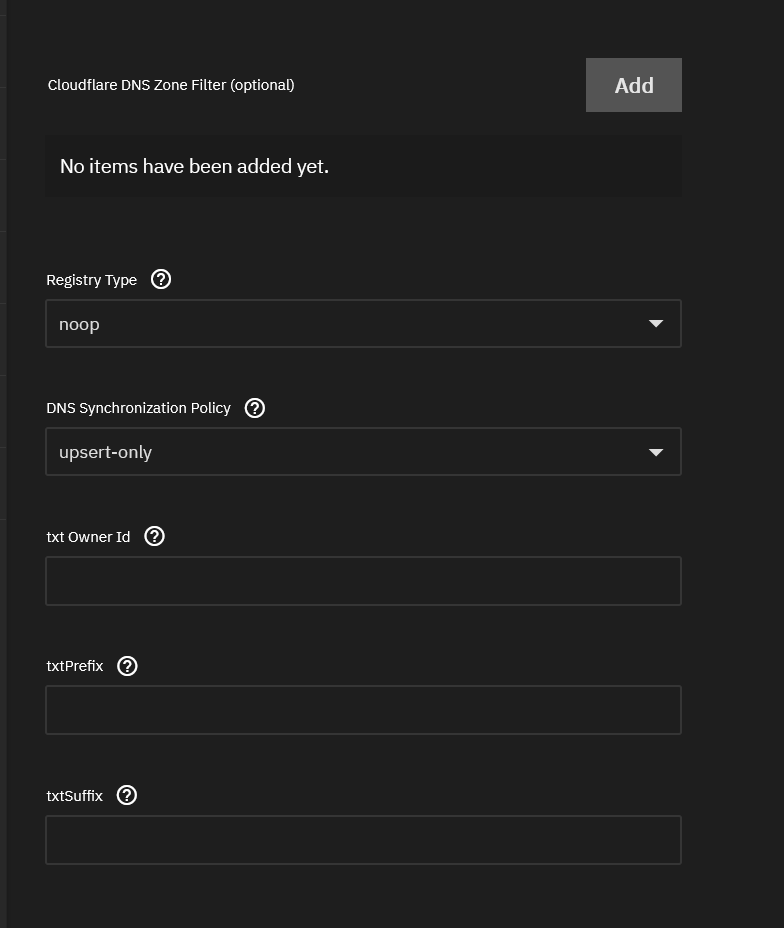 Cloudflare DNS Zone Filter (optional)
Add
No items have been added yet.
Registry Type
noop
DNS Synchronization Policy
upsert-only
txt Owner Id
txtPrefix
txtSuffix